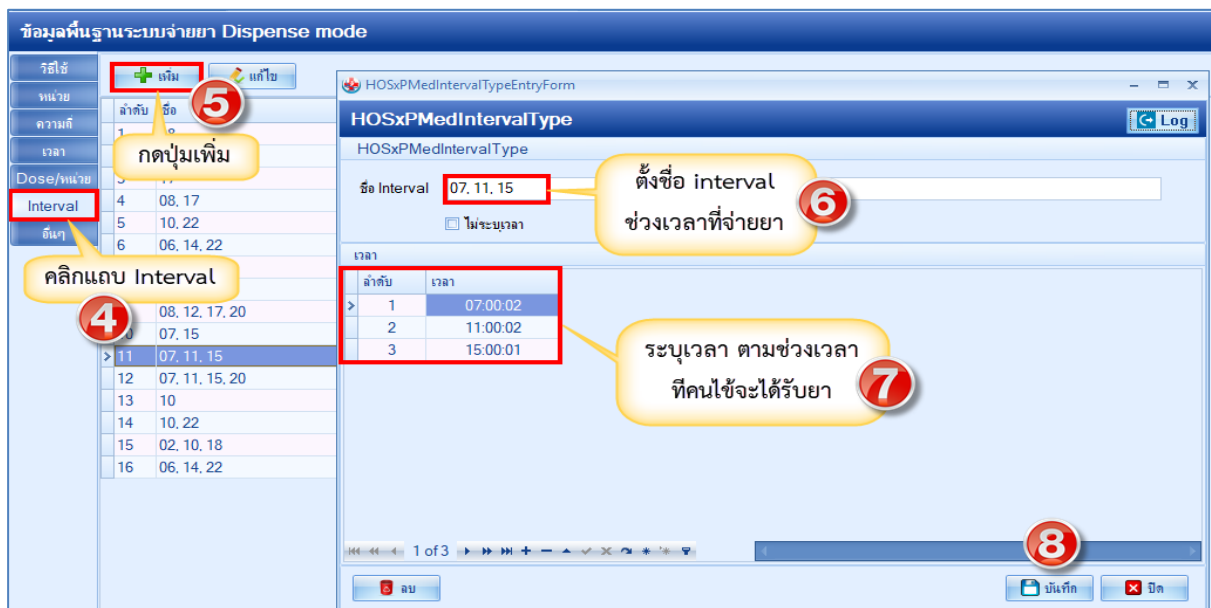 ข้อมูลพื้นฐานระบบจ่ายยา Dispense mode
วิธีใช้
หน่วย
ความถี่
เวลา
Dose/หน่วย
Interval
อื่นๆ
เพิ่ม
แก้ไข
5
กดปุ่มเพิ่ม
คลิกแถบ Interval
4
ลำดับ ชื่อ
1
4 08, 17
5 10, 22
6 06, 14, 22
08, 12, 17, 20
07, 15
11 07, 11, 15
12 07, 11, 15, 20
13 10
14 10, 22
15 02, 10, 18
16 06, 14, 22
HOSxPMedIntervalTypeEntryForm
HOSxPMedIntervalType
Log
HOSxPMedIntervalType
ชื่อ Interval 07, 11, 15
ไม่ระบุเวลา
ตั้งชื่อ interval
ช่วงเวลาที่จ่ายยา
6
เวลา
ลำดับ เวลา
1 07:00:02
2 11:00:02
3 15:00:01
ระบุเวลา ตามช่วงเวลา
ทีคนไข้จะได้รับยา
7
1 of 3
8
ลบ
บันทึก
ปิด